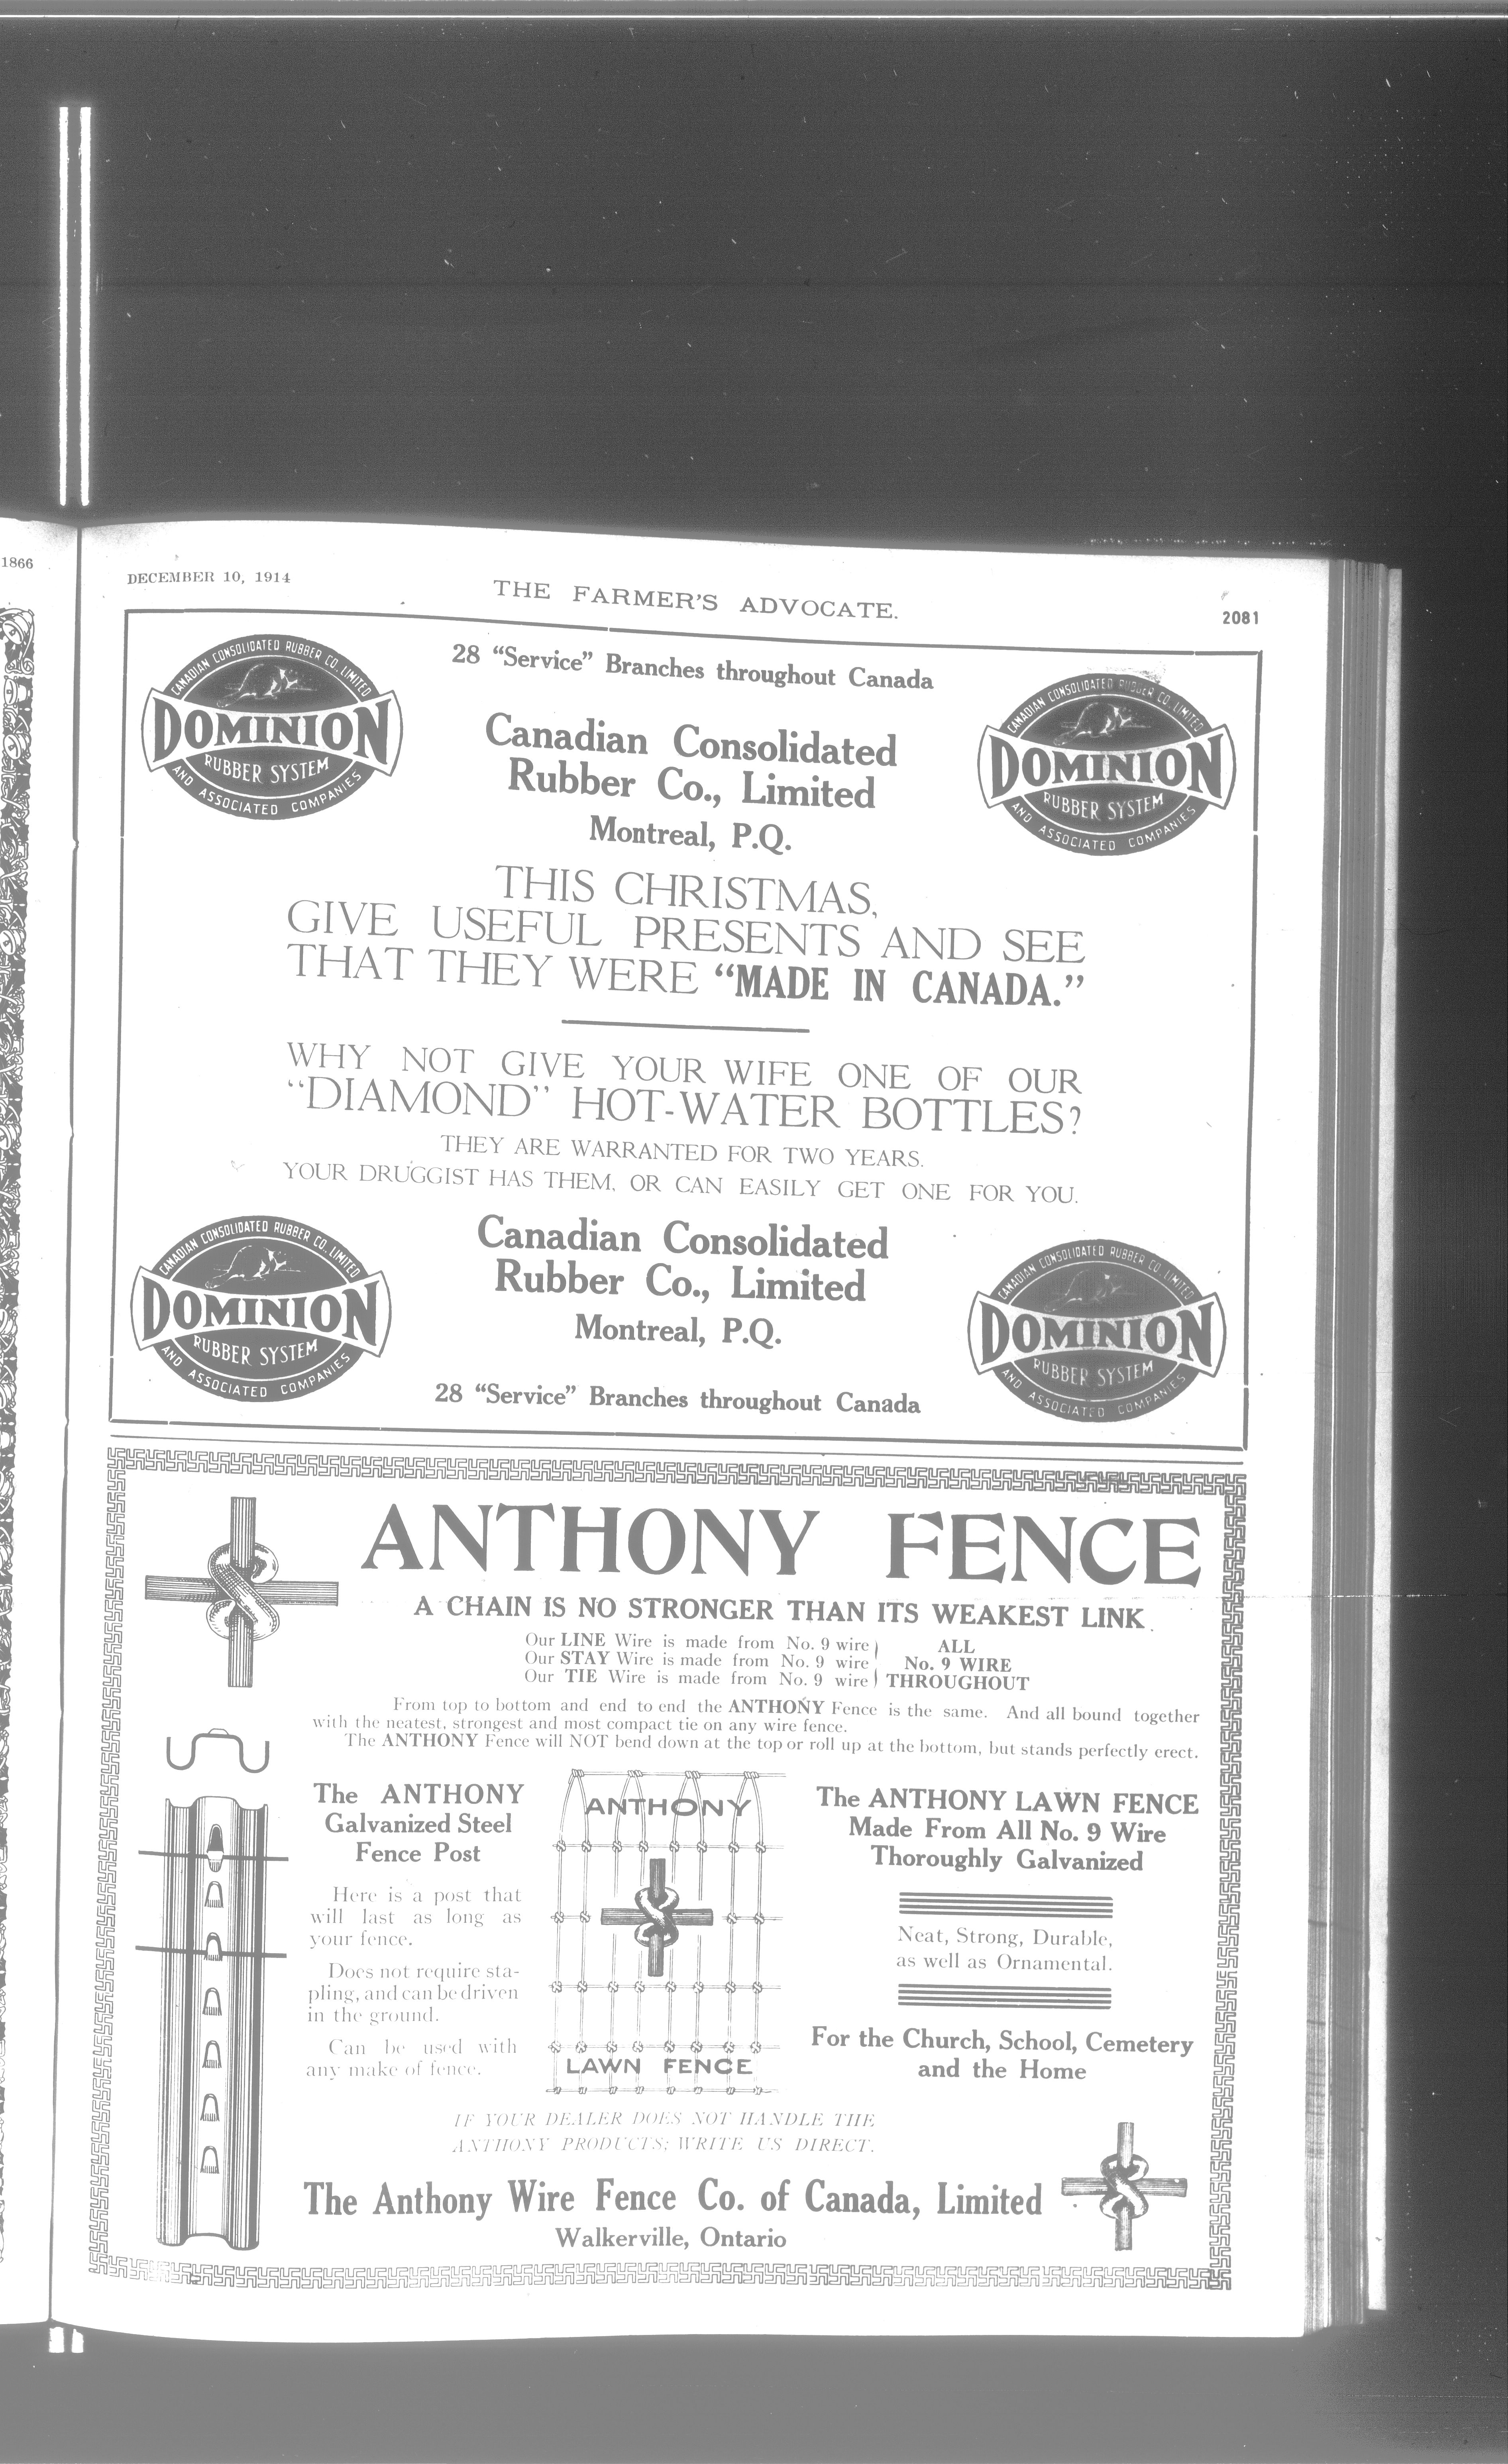 1866
DECEMBER 10, 1914
THE FARMER'S ADVOCATE.
2081
CANADIAN CONSOLIDATED RUBBER CO. LIMITED
DOMINION
RUBBER SYSTEM
AND ASSOCIATED COMPANIES
28 “Service” Branches throughout Canada
Canadian Consolidated
Rubber Co., Limited
Montreal, P.Q.
CANADIAN CONSOLIDATED RUBBER CO. LIMITED
DOMINION
RUBBER SYSTEM
AND ASSOCIATED COMPANIES
THIS CHRISTMAS,
GIVE USEFUL PRESENTS AND SEE
THAT THEY WERE “MADE IN CANADA.”
WHY NOT GIVE YOUR WIFE ONE OF OUR
“DIAMOND” HOT-WATER BOTTLES?
THEY ARE WARRANTED FOR TWO YEARS.
YOUR DRUGGIST HAS THEM, OR CAN EASILY GET ONE FOR YOU.
CANADIAN CONSOLIDATED RUBBER CO. LIMITED
DOMINION
RUBBER SYSTEM
AND ASSOCIATED COMPANIES
Canadian Consolidated
Rubber Co., Limited
Montreal, P.Q.
28 “Service” Branches throughout Canada
CANADIAN CONSOLIDATED RUBBER CO. LIMITED
DOMINION
RUBBER SYSTEM
AND ASSOCIATED COMPANIES
ANTHONY FENCE
A CHAIN IS NO STRONGER THAN ITS WEAKEST LINK.
Our LINE Wire is made from No. 9 wire
Our STAY Wire is made from No. 9 wire
Our TIE Wire is made from No. 9 wire
ALL
No. 9 WIRE
THROUGHOUT
From top to bottom and end to end the ANTHONY Fence is the same. And all bound together
with the neatest, strongest and most compact tie on any wire fence.
The ANTHONY Fence will NOT bend down at the top or roll up at the bottom, but stands perfectly erect.
The ANTHONY
Galvanized Steel
Fence Post
Here is a post that
will last as long as
your fence.
Does not require sta-
pling, and can be driven
in the ground.
Can be used with
any make of fence.
ANTHONY
LAWN FENCE
The ANTHONY LAWN FENCE
Made From All No. 9 Wire
Thoroughly Galvanized
Neat, Strong, Durable,
as well as Ornamental.
For the Church, School, Cemetery
and the Home
IF YOUR DEALER DOES NOT HANDLE THE
ANTHONY PRODUCTS; WRITE US DIRECT.
The Anthony Wire Fence Co. of Canada, Limited
Walkerville, Ontario